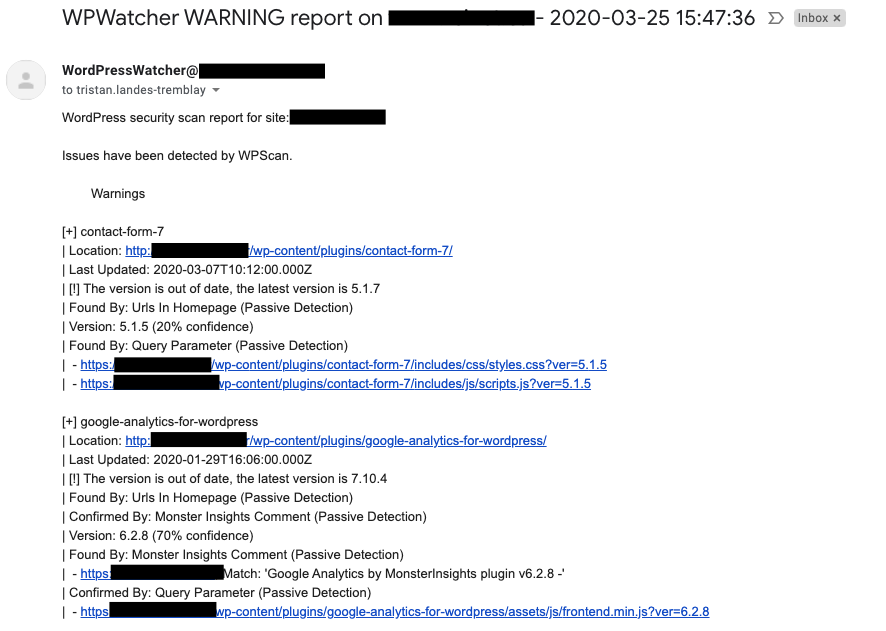 WPWatcher WARNING report on - 2020-03-25 15:47:36 Inbox ×
WordPressWatcher@
to tristan.landes-tremblay
WordPress security scan report for site:
Issues have been detected by WPScan.
Warnings
[+] contact-form-7
| Location: http: /wp-content/plugins/contact-form-7/
| Last Updated: 2020-03-07T10:12:00.000Z
| [!] The version is out of date, the latest version is 5.1.7
| Found By: Urls In Homepage (Passive Detection)
| Version: 5.1.5 (20% confidence)
| Found By: Query Parameter (Passive Detection)
| - https:/ /wp-content/plugins/contact-form-7/includes/css/styles.css?ver=5.1.5
| - https:/ wp-content/plugins/contact-form-7/includes/js/scripts.js?ver=5.1.5
[+] google-analytics-for-wordpress
| Location: http: /wp-content/plugins/google-analytics-for-wordpress/
| Last Updated: 2020-01-29T16:06:00.000Z
| [!] The version is out of date, the latest version is 7.10.4
| Found By: Urls In Homepage (Passive Detection)
| Confirmed By: Monster Insights Comment (Passive Detection)
| Version: 6.2.8 (70% confidence)
| Found By: Monster Insights Comment (Passive Detection)
| - https: Match: 'Google Analytics by MonsterInsights plugin v6.2.8 -'
| Confirmed By: Query Parameter (Passive Detection)
| - https wp-content/plugins/google-analytics-for-wordpress/assets/js/frontend.min.js?ver=6.2.8